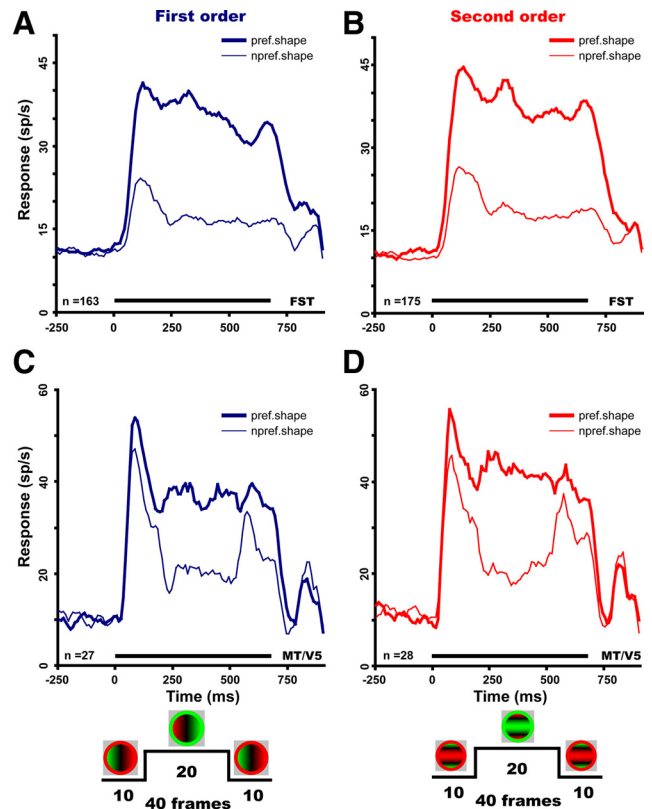 A
First order
B
Second order
pref.shape
npref.shape
pref.shape
npref.shape
Response (sp/s)
45
30
15
0
45
30
15
0
n =163
FST
n =175
FST
-250 0 250 500 750
-250 0 250 500 750
C
D
pref.shape
npref.shape
pref.shape
npref.shape
Response (sp/s)
60
40
20
0
60
40
20
0
n =27
MT/V5
n =28
MT/V5
-250 0 250 500 750
-250 0 250 500 750
Time (ms)
Time (ms)
20
20
10 10
10 10
40 frames
40 frames